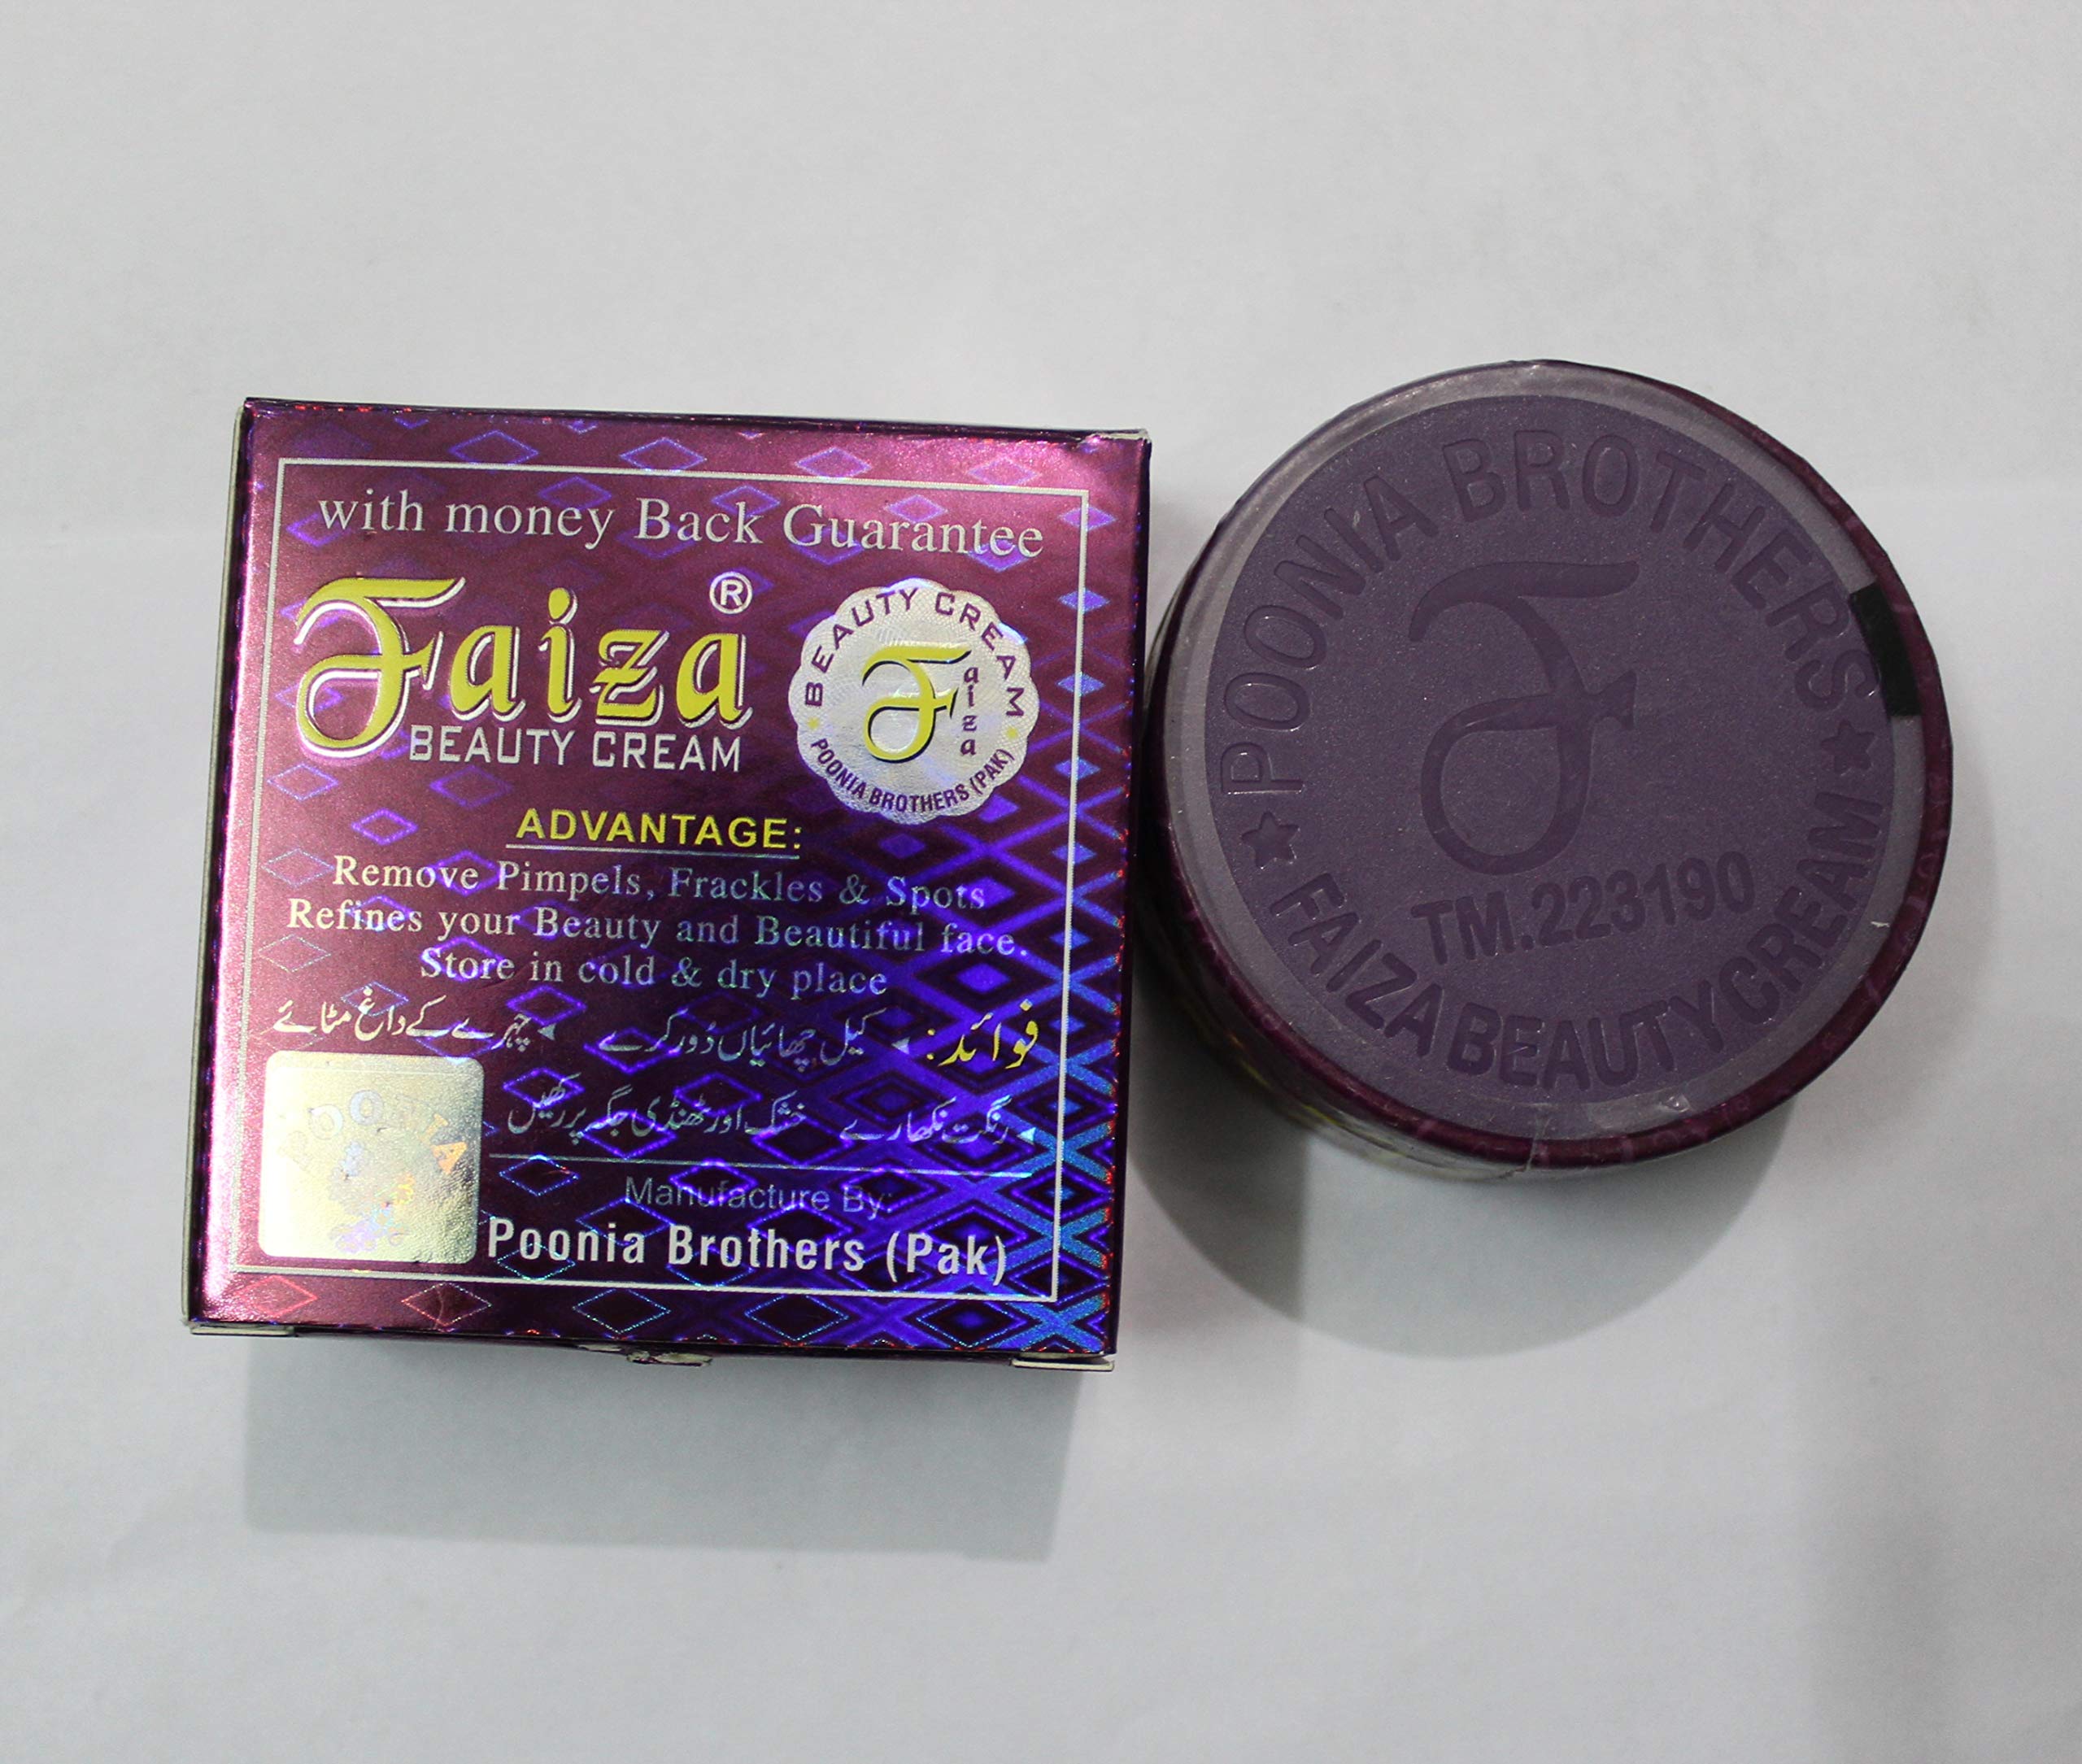 with money Back Guarantee
Faiza®
BEAUTY CREAM
BEAUTY CREAM
Faiza
POONIA BROTHERS (PAK)
ADVANTAGE:
Remove Pimpels, Frackles & Spots
Refines your Beauty and Beautiful face.
Store in cold & dry place
فوائد: کیل چھائیاں دُور کرے چہرے کے داغ مٹائے
رنگت نکھارے خشک اور ٹھنڈی جگہ پر رکھیں
POONIA
Manufacture By:
Poonia Brothers (Pak)
POONIA BROTHERS
F
TM.223190
FAIZA BEAUTY CREAM